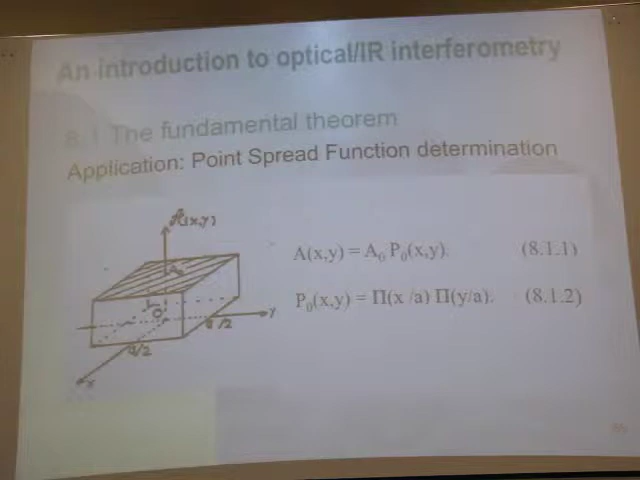 An introduction to optical/IR interferometry
8.1 The fundamental theorem
Application: Point Spread Function determination
A(x,y)
A(x,y) = A₀ P₀(x,y). (8.1.1)
P₀(x,y) = Π(x /a) Π(y/a). (8.1.2)
O
a/2
y
a/2
x